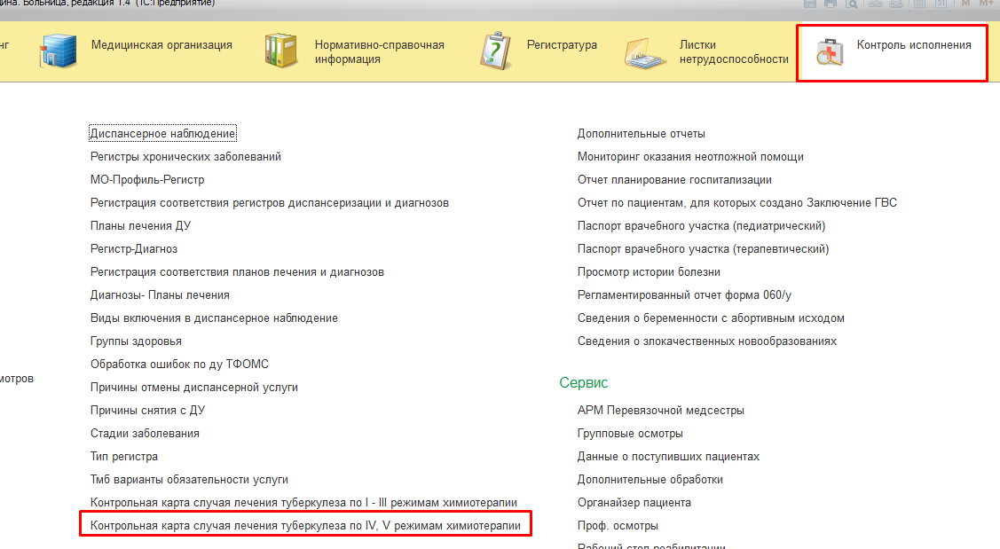 цина. Больница, редакция 1.4 (1С:Предприятие)
M M+
нг
Медицинская организация
Нормативно-справочная
информация
Регистратура
Листки
нетрудоспособности
Контроль исполнения
Диспансерное наблюдение
Регистры хронических заболеваний
МО-Профиль-Регистр
Регистрация соответствия регистров диспансеризации и диагнозов
Планы лечения ДУ
Регистр-Диагноз
Регистрация соответствия планов лечения и диагнозов
Диагнозы- Планы лечения
Виды включения в диспансерное наблюдение
Группы здоровья
Обработка ошибок по ду ТФОМС
мотров
Причины отмены диспансерной услуги
Причины снятия с ДУ
Стадии заболевания
Тип регистра
Тмб варианты обязательности услуги
Контрольная карта случая лечения туберкулеза по I - III режимам химиотерапии
Контрольная карта случая лечения туберкулеза по IV, V режимам химиотерапии
Дополнительные отчеты
Мониторинг оказания неотложной помощи
Отчет планирование госпитализации
Отчет по пациентам, для которых создано Заключение ГВС
Паспорт врачебного участка (педиатрический)
Паспорт врачебного участка (терапевтический)
Просмотр истории болезни
Регламентированный отчет форма 060/у
Сведения о беременности с абортивным исходом
Сведения о злокачественных новообразованиях
Сервис
АРМ Перевязочной медсестры
Групповые осмотры
Данные о поступивших пациентах
Дополнительные обработки
Органайзер пациента
Проф. осмотры
Рабочий стол реабилитации